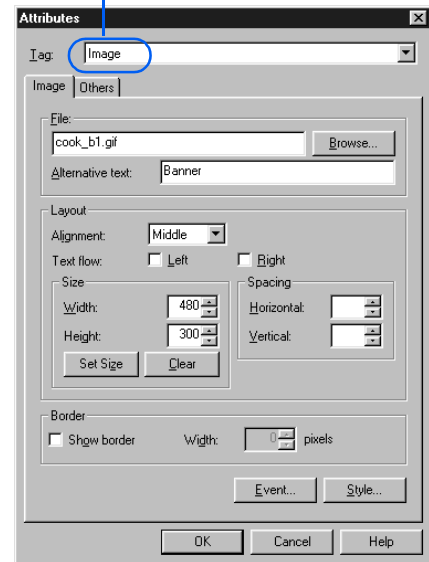 Attributes
Tag: Image
Image Others
File:
cook_b1.gif Browse...
Alternative text: Banner
Layout
Alignment: Middle
Text flow: Left Right
Size Spacing
Width: 480 Horizontal:
Height: 300 Vertical:
Set Size Clear
Border
Show border Width: 0 pixels
Event... Style...
OK Cancel Help